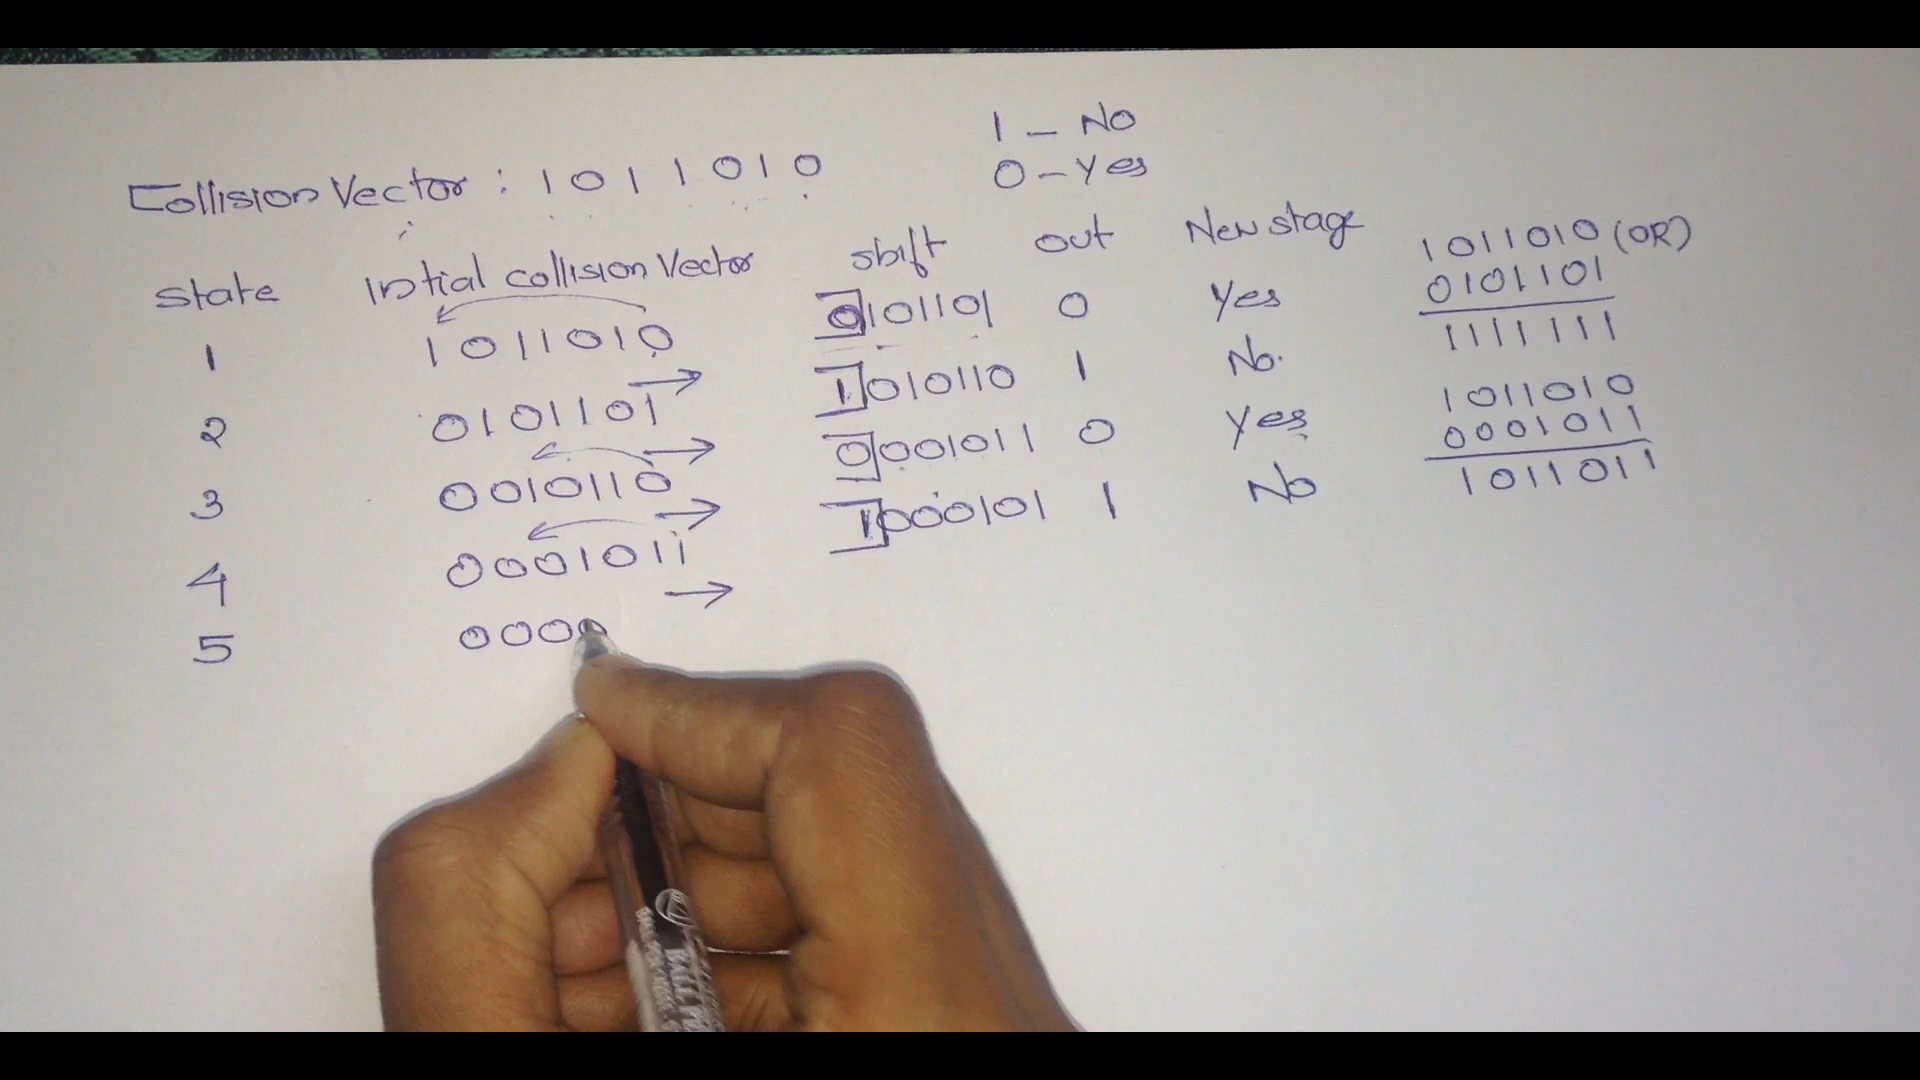 1 - No
Collision Vector : 1 0 1 1 0 1 0
0 - Yes
State Intial collision Vector shift out New stage
1 1011010 0101101 0 Yes
2 0101101 1010110 1 No.
3 0010110 0001011 0 Yes
4 0001011 1000101 1 No
5 0000
1011010 (OR)
0101101
1111111
1011010
0001011
1011011
BALL